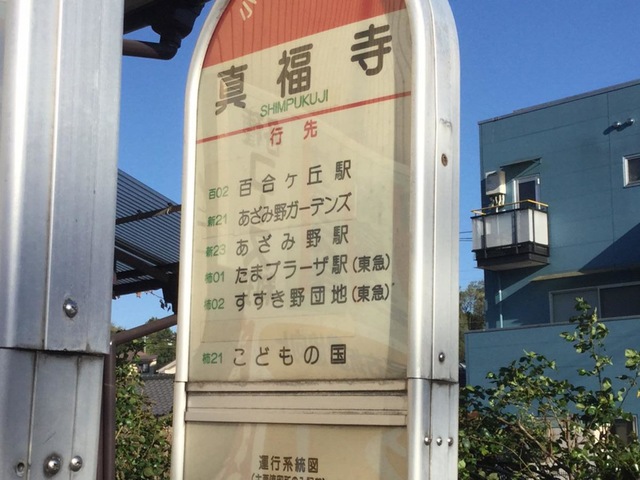 小
真福寺
SHIMPUKUJI
行先
百02 百合ヶ丘駅
新21 あざみ野ガーデンズ
新23 あざみ野駅
柿01 たまプラーザ駅(東急)
柿02 すすき野団地(東急)
柿21 こどもの国
運行系統図